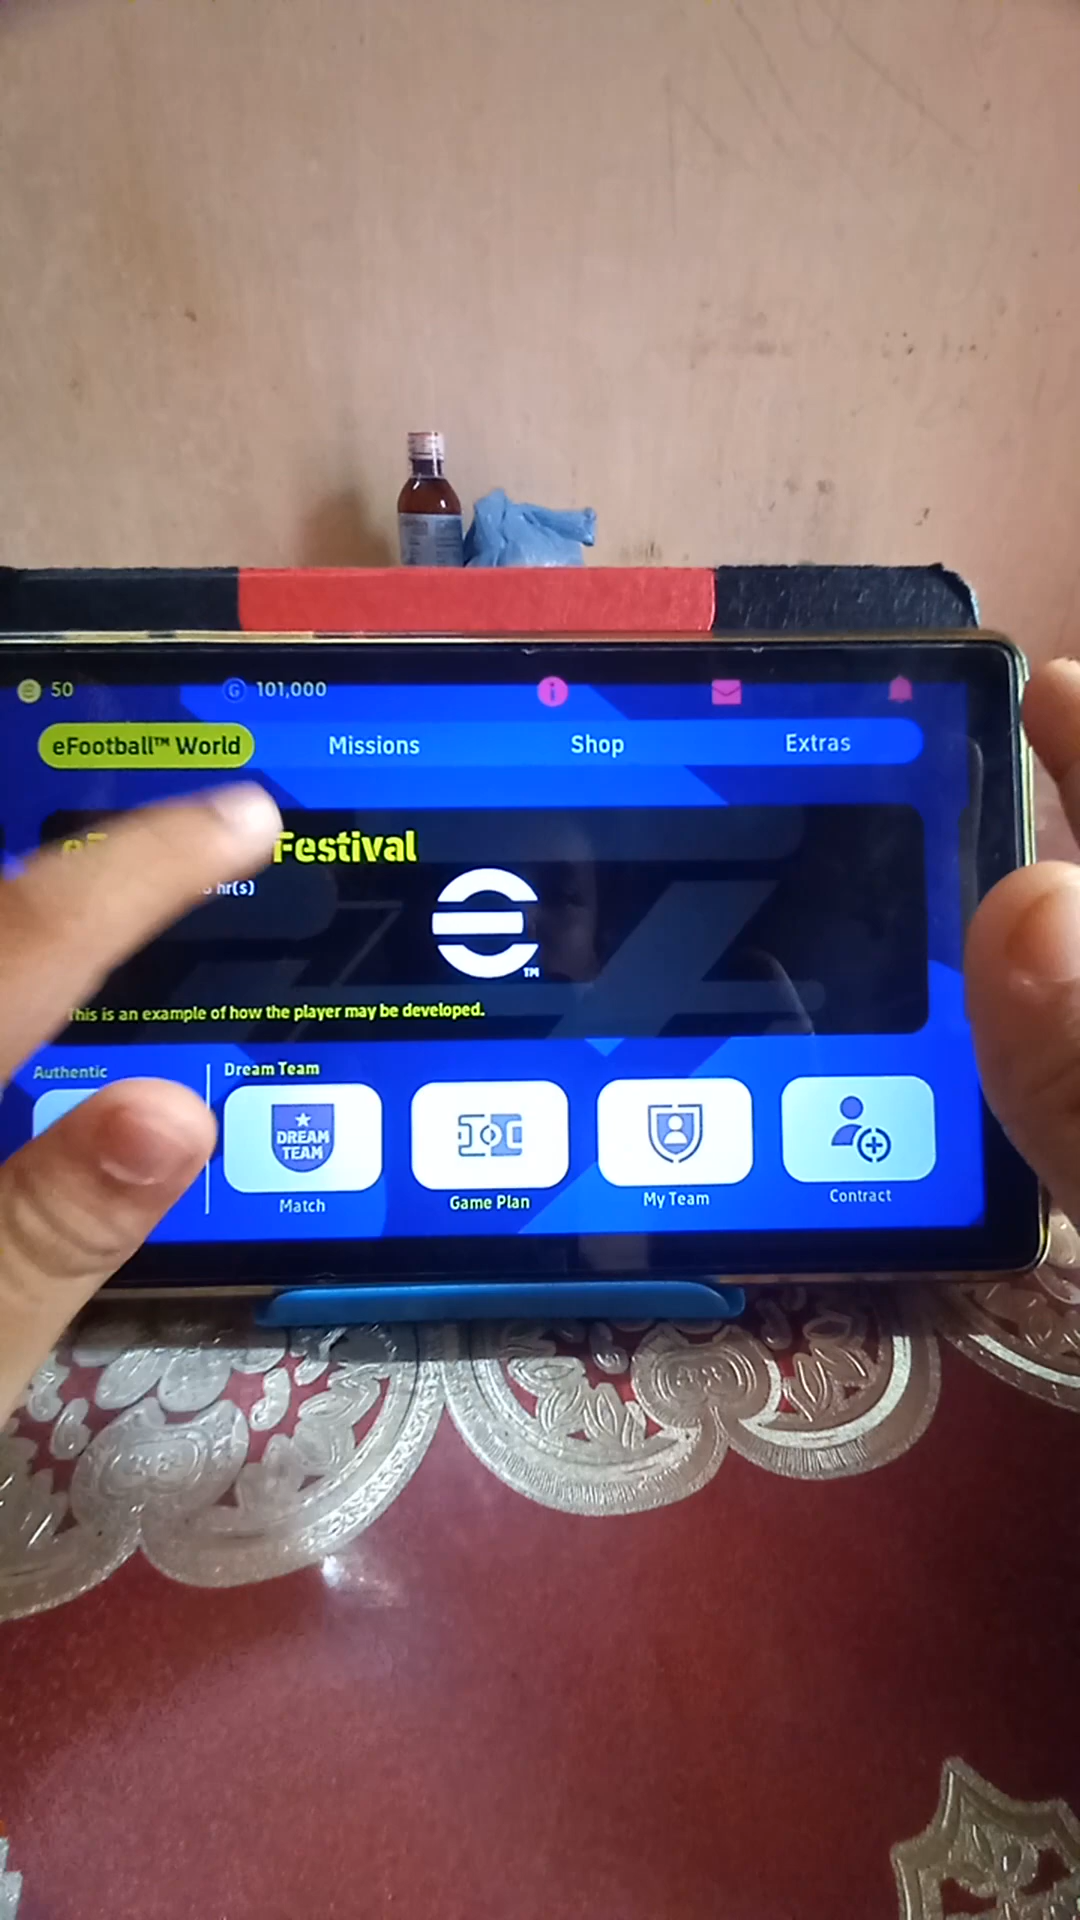 50 G 101,000
eFootball™ World Missions Shop Extras
Festival
hr(s)
TM
This is an example of how the player may be developed.
Authentic Dream Team
DREAM
TEAM
Match Game Plan My Team Contract